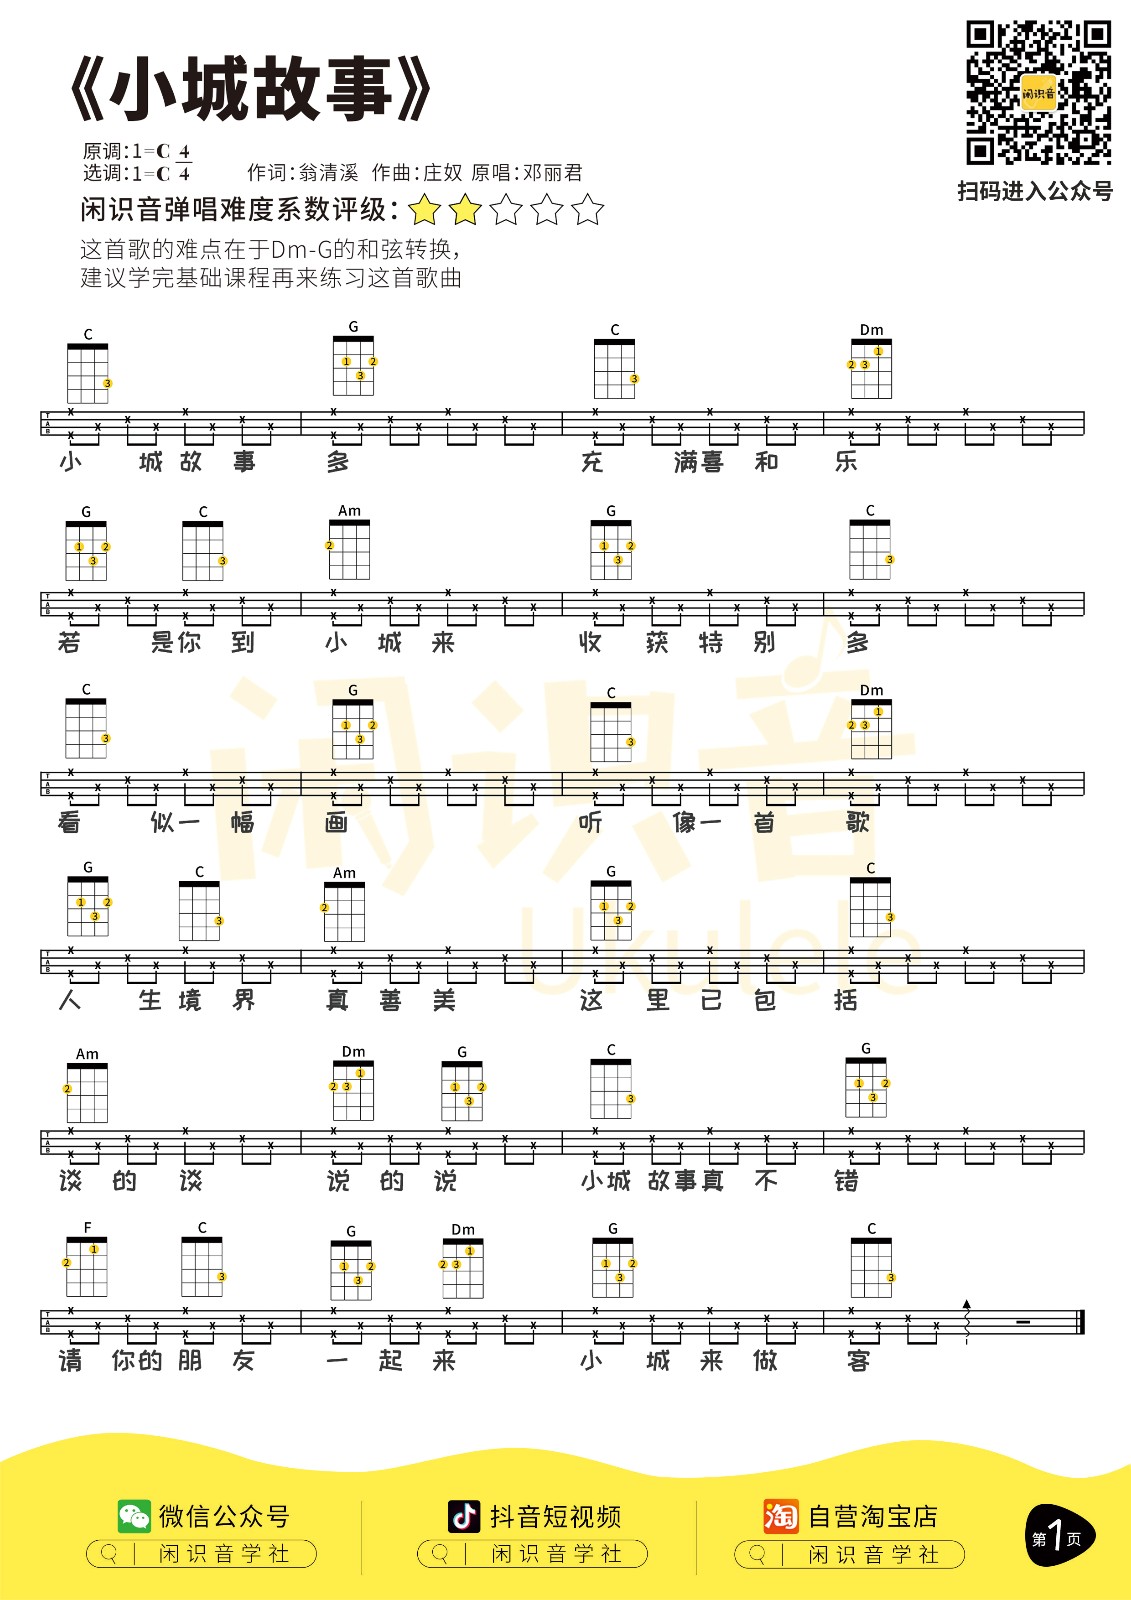 《小城故事》
闲识音
扫码进入公众号
原调:1=C 4/4
选调:1=C
作词:翁清溪 作曲:庄奴 原唱:邓丽君
闲识音弹唱难度系数评级:
这首歌的难点在于Dm-G的和弦转换,
建议学完基础课程再来练习这首歌曲
C G C Dm
小 城 故 事 多 充 满 喜 和 乐
G C Am G C
若 是 你 到 小 城 来 收 获 特 别 多
C G C Dm
看 似 一 幅 画 听 像 一 首 歌
G C Am G C
人 生 境 界 真 善 美 这 里 已 包 括
Am Dm G C G
谈 的 谈 说 的 说 小 城 故 事 真 不 错
F C G Dm G C
请 你 的 朋 友 一 起 来 小 城 来 做 客
闲识音
Ukulele
微信公众号 抖音短视频 自营淘宝店
闲识音学社 闲识音学社 闲识音学社
第1页